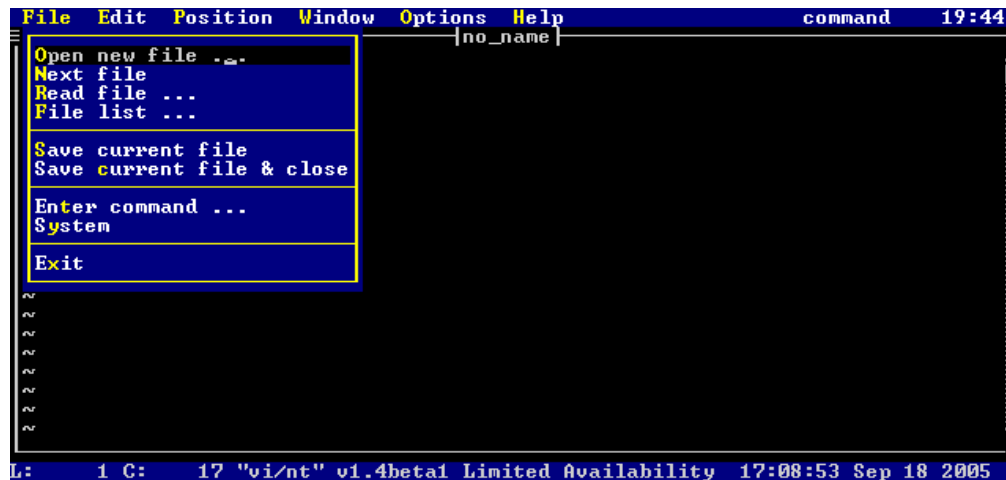 File Edit Position Window Options Help command 19:44
no_name
Open new file ...
Next file
Read file ...
File list ...
Save current file
Save current file & close
Enter command ...
System
Exit
~
~
~
~
~
~
~
~
L: 1 C: 17 "vi/nt" v1.4beta1 Limited Availability 17:08:53 Sep 18 2005